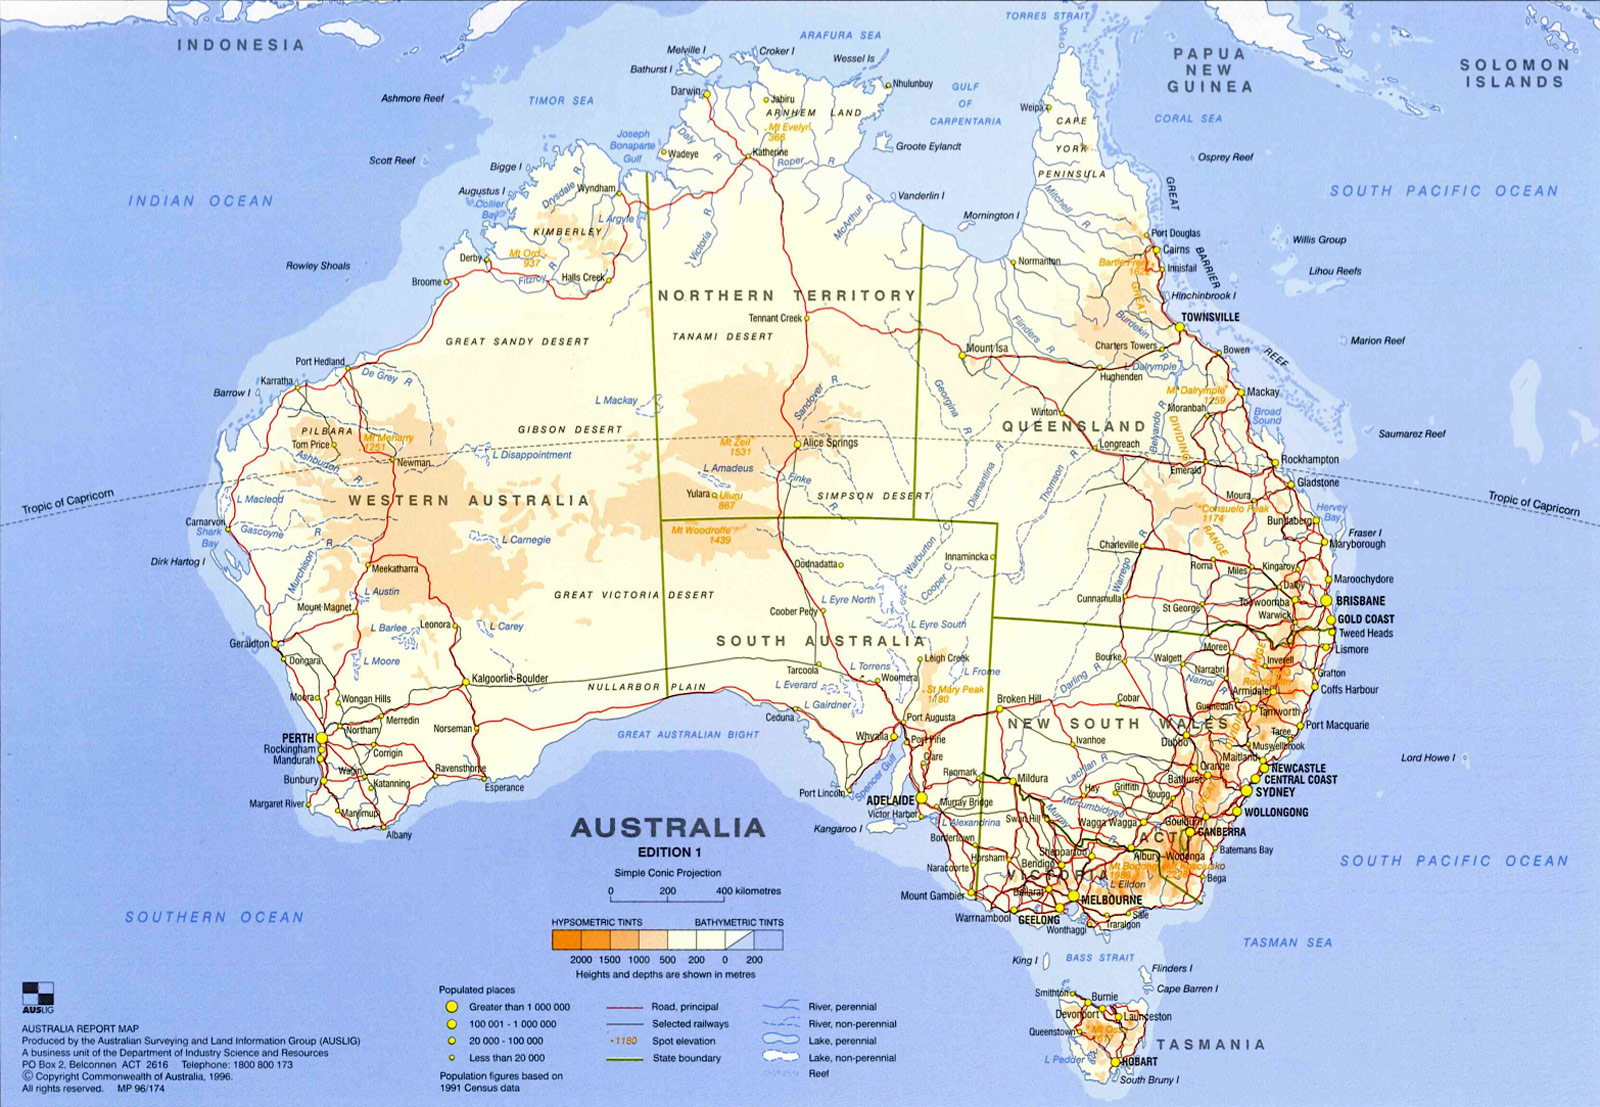 INDONESIA
TORRES STRAIT
ARAFURA SEA
PAPUA
NEW
GUINEA
SOLOMON
ISLANDS
Melville I
Croker I
Wessel Is
Bathurst I
Darwin
Jabiru
Nhulunbuy
ARNHEM LAND
GULF
OF
CARPENTARIA
Ashmore Reef
TIMOR SEA
Weipa
CAPE
YORK
PENINSULA
CORAL SEA
Mt Evelyn
366
Joseph
Bonaparte
Gulf
Daly R
Wadeye
Katherine
Roper R
Groote Eylandt
Scott Reef
Bigge I
Osprey Reef
Augustus I
Collier
Bay
Drysdale R
Wyndham
Vanderlin I
Mornington I
Mitchell R
GREAT
BARRIER
REEF
INDIAN OCEAN
SOUTH PACIFIC OCEAN
L Argyle
KIMBERLEY
Victoria R
McArthur R
Port Douglas
Cairns
Innisfail
Willis Group
Lihou Reefs
Mt Ord
937
Derby
Fitzroy R
Halls Creek
Broome
Rowley Shoals
Normanton
Hinchinbrook I
NORTHERN TERRITORY
Tennant Creek
TANAMI DESERT
GREAT SANDY DESERT
Flinders R
Burdekin
TOWNSVILLE
Charters Towers
Bowen
Marion Reef
Mount Isa
Hughenden
L Dalrymple
Port Hedland
De Grey R
Karratha
Barrow I
L Mackay
Sandover R
Georgina R
Winton
Mt Dalrymple
1259
Mackay
Moranbah
Broad
Sound
Belyando R
Saumarez Reef
PILBARA
Tom Price
Mt Meharry
1251
GIBSON DESERT
Mt Zeil
1531
Alice Springs
QUEENSLAND
Longreach
DIVIDING
Emerald
Rockhampton
Gladstone
Ashburton R
Newman
L Disappointment
L Amadeus
Finke
Diamantina R
Thomson R
Tropic of Capricorn
Tropic of Capricorn
L Macleod
WESTERN AUSTRALIA
Yulara
Uluru
867
SIMPSON DESERT
Moura
Consuelo Peak
1174
RANGE
Bundaberg
Hervey
Bay
Carnarvon
Shark
Bay
Gascoyne R
Mt Woodroffe
1439
Fraser I
Maryborough
Dirk Hartog I
Murchison R
L Carnegie
Meekatharra
Oodnadatta
Warburton
Cooper C
Innamincka
Charleville
Warrego R
Roma
Miles
Kingaroy
Dalby
Maroochydore
L Austin
Mount Magnet
GREAT VICTORIA DESERT
L Eyre North
Coober Pedy
Cunnamulla
St George
Toowoomba
Warwick
BRISBANE
GOLD COAST
Tweed Heads
L Barlee
Leonora
L Carey
SOUTH AUSTRALIA
L Eyre South
Geraldton
Dongara
L Moore
Moree
Lismore
Inverell
Bourke
Walgett
Narrabri
Namoi R
Grafton
Tarcoola
L Torrens
Leigh Creek
L Frome
Woomera
Kalgoorlie-Boulder
NULLARBOR PLAIN
L Everard
L Gairdner
St Mary Peak
1180
Darling R
Armidale
Coffs Harbour
Moora
Wongan Hills
Broken Hill
Cobar
Gunnedah
Tamworth
Port Macquarie
Merredin
Ceduna
Port Augusta
NEW SOUTH WALES
Taree
Norseman
Northam
PERTH
Rockingham
Mandurah
Corrigin
GREAT AUSTRALIAN BIGHT
Whyalla
Port Pirie
Ivanhoe
Dubbo
Muswellbrook
Maitland
Lord Howe I
Clare
NEWCASTLE
CENTRAL COAST
Orange
Bathurst
Bunbury
Wagin
Katanning
Ravensthorpe
Esperance
Spencer Gulf
Port Lincoln
Renmark
Mildura
Lachlan R
Hay
Griffith
Young
SYDNEY
Margaret River
Manjimup
Albany
ADELAIDE
Murray Bridge
Victor Harbor
Murrumbidgee
WOLLONGONG
Kangaroo I
L Alexandrina
Swan Hill
Murray R
Wagga Wagga
Goulburn
ACT
CANBERRA
Bordertown
Batemans Bay
Horsham
Shepparton
Bendigo
Albury-Wodonga
Naracoorte
VICTORIA
Bega
L Eildon
Ballarat
Mount Gambier
MELBOURNE
Warrnambool
GEELONG
Sale
Traralgon
Wonthaggi
SOUTH PACIFIC OCEAN
SOUTHERN OCEAN
TASMAN SEA
King I
BASS STRAIT
Flinders I
Cape Barren I
Smithton
Burnie
Devonport
Launceston
Queenstown
Mt Ossa
1617
TASMANIA
L Pedder
HOBART
South Bruny I
AUSTRALIA
EDITION 1
Simple Conic Projection
0 200 400 kilometres
HYPSOMETRIC TINTS BATHYMETRIC TINTS
2000 1500 1000 500 200 0 200
Heights and depths are shown in metres
Populated places
Greater than 1 000 000
100 001 - 1 000 000
20 000 - 100 000
Less than 20 000
Population figures based on
1991 Census data
Road, principal
Selected railways
1180 Spot elevation
State boundary
River, perennial
River, non-perennial
Lake, perennial
Lake, non-perennial
Reef
AUSLIG
AUSTRALIA REPORT MAP
Produced by the Australian Surveying and Land Information Group (AUSLIG)
A business unit of the Department of Industry Science and Resources
PO Box 2, Belconnen ACT 2616 Telephone: 1800 800 173
© Copyright Commonwealth of Australia, 1996.
All rights reserved. MP 96/174